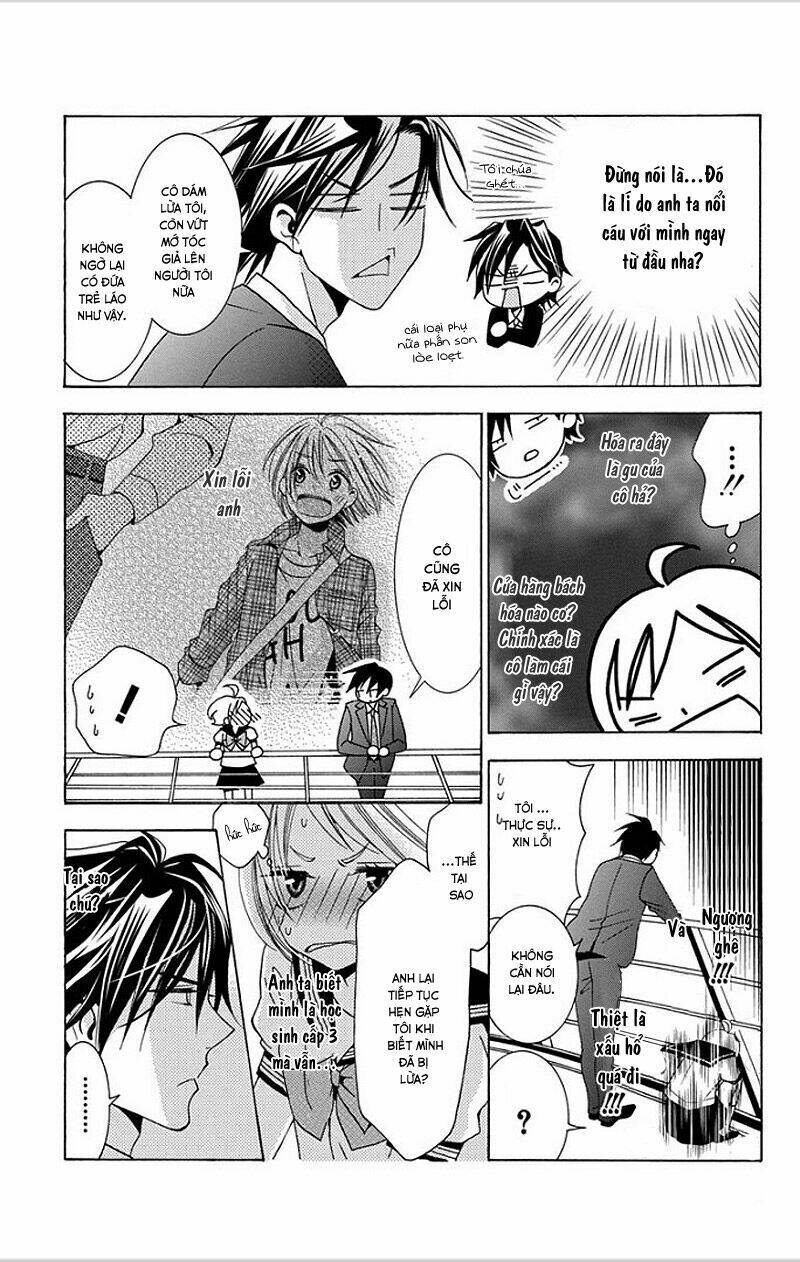 Đừng nói là...Đó
là lí do anh ta nổi
cáu với mình ngay
từ đầu nha?
Tôi chúa
ghét...
cái loại phụ
nữa phấn son
lòe loẹt.
CÔ DÁM
LỪA TÔI,
CÒN VỨT
MỚ TÓC
GIẢ LÊN
NGƯỜI TÔI
NỮA
KHÔNG
NGỜ LẠI
CÓ ĐỨA
TRẺ LÁO
NHƯ VẬY.
...... !!
Hóa ra đây
là gu của
cô hả?
Cửa hàng bách
hóa nào cơ?
Chính xác là
cô làm cái
gì vậy?
CÔ
CŨNG
ĐÃ XIN
LỖI
Xin lỗi
anh
!
TÔI ...
THỰC SỰ..
XIN LỖI
KHÔNG
CẦN NÓI
LẠI ĐÂU.
Và
Ngượng
ghê
!!!!
Thiệt là
xấu hổ
quá đi
!!!!
?
...THẾ
TẠI
SAO
ANH LẠI
TIẾP TỤC
HẸN GẶP
TÔI KHI
BIẾT MÌNH
ĐÃ BỊ
LỪA?
hức hức
Anh ta biết
mình là học
sinh cấp 3
mà vẫn...
Tại sao
chứ?
........